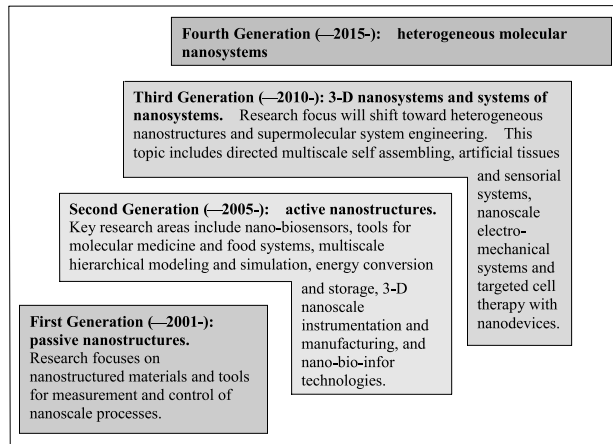 Fourth Generation (—2015-): heterogeneous molecular
nanosystems
Third Generation (—2010-): 3-D nanosystems and systems of
nanosystems. Research focus will shift toward heterogeneous
nanostructures and supermolecular system engineering. This
topic includes directed multiscale self assembling, artificial tissues
and sensorial
systems,
nanoscale
electro-
mechanical
systems and
targeted cell
therapy with
nanodevices.
Second Generation (—2005-): active nanostructures.
Key research areas include nano-biosensors, tools for
molecular medicine and food systems, multiscale
hierarchical modeling and simulation, energy conversion
and storage, 3-D
nanoscale
instrumentation and
manufacturing, and
nano-bio-infor
technologies.
First Generation (—2001-):
passive nanostructures.
Research focuses on
nanostructured materials and tools
for measurement and control of
nanoscale processes.